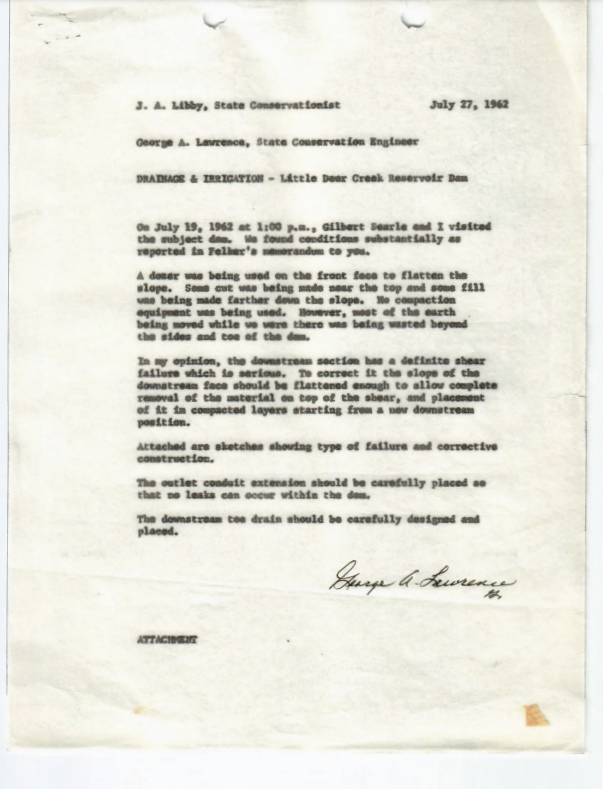 J. A. Libby, State Conservationist July 27, 1962
George A. Lawrence, State Conservation Engineer
DRAINAGE & IRRIGATION - Little Deer Creek Reservoir Dam
On July 19, 1962 at 1:00 p.m., Gilbert Searle and I visited
the subject dam. We found conditions substantially as
reported in Felker's memorandum to you.
A dozer was being used on the front face to flatten the
slope. Some cut was being made near the top and some fill
was being made farther down the slope. No compaction
equipment was being used. However, most of the earth
being moved while we were there was being wasted beyond
the sides and toe of the dam.
In my opinion, the downstream section has a definite shear
failure which is serious. To correct it the slope of the
downstream face should be flattened enough to allow complete
removal of the material on top of the shear, and placement
of it in compacted layers starting from a new downstream
position.
Attached are sketches showing type of failure and corrective
construction.
The outlet conduit extension should be carefully placed so
that no leaks can occur within the dam.
The downstream toe drain should be carefully designed and
placed.
George A. Lawrence
ATTACHMENT